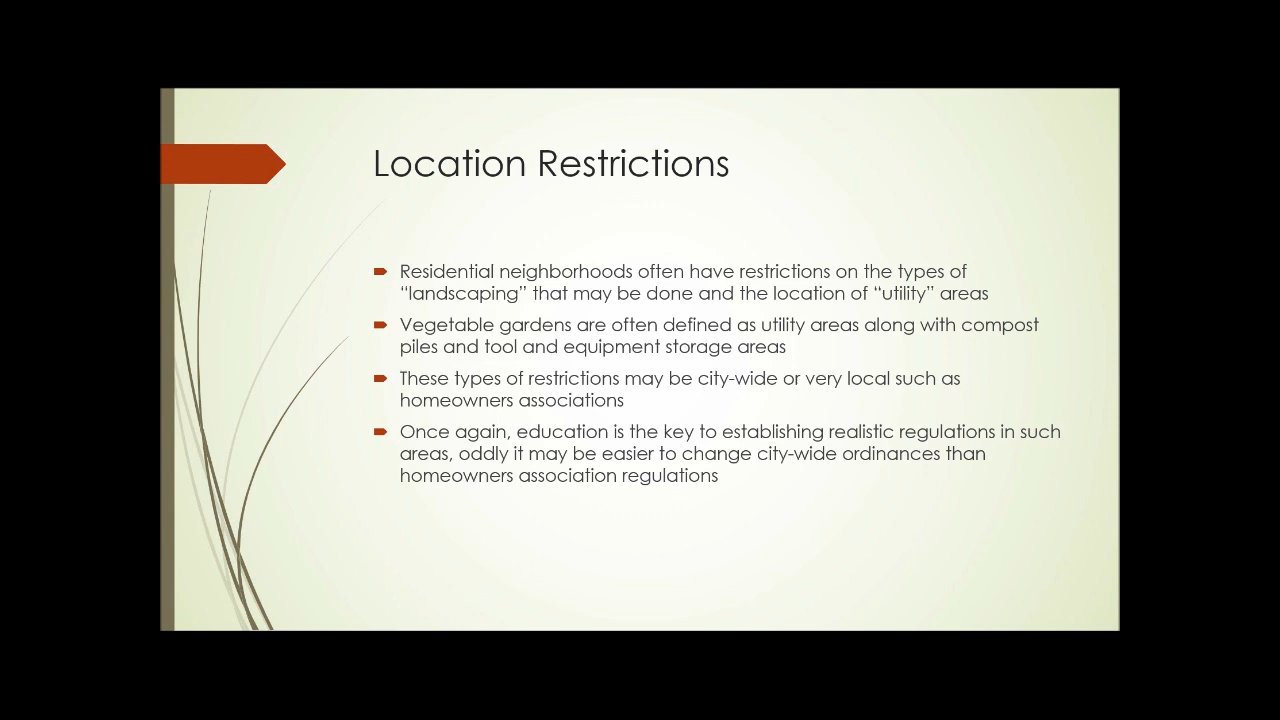 Location Restrictions
Residential neighborhoods often have restrictions on the types of
“landscaping” that may be done and the location of “utility” areas
Vegetable gardens are often defined as utility areas along with compost
piles and tool and equipment storage areas
These types of restrictions may be city-wide or very local such as
homeowners associations
Once again, education is the key to establishing realistic regulations in such
areas, oddly it may be easier to change city-wide ordinances than
homeowners association regulations